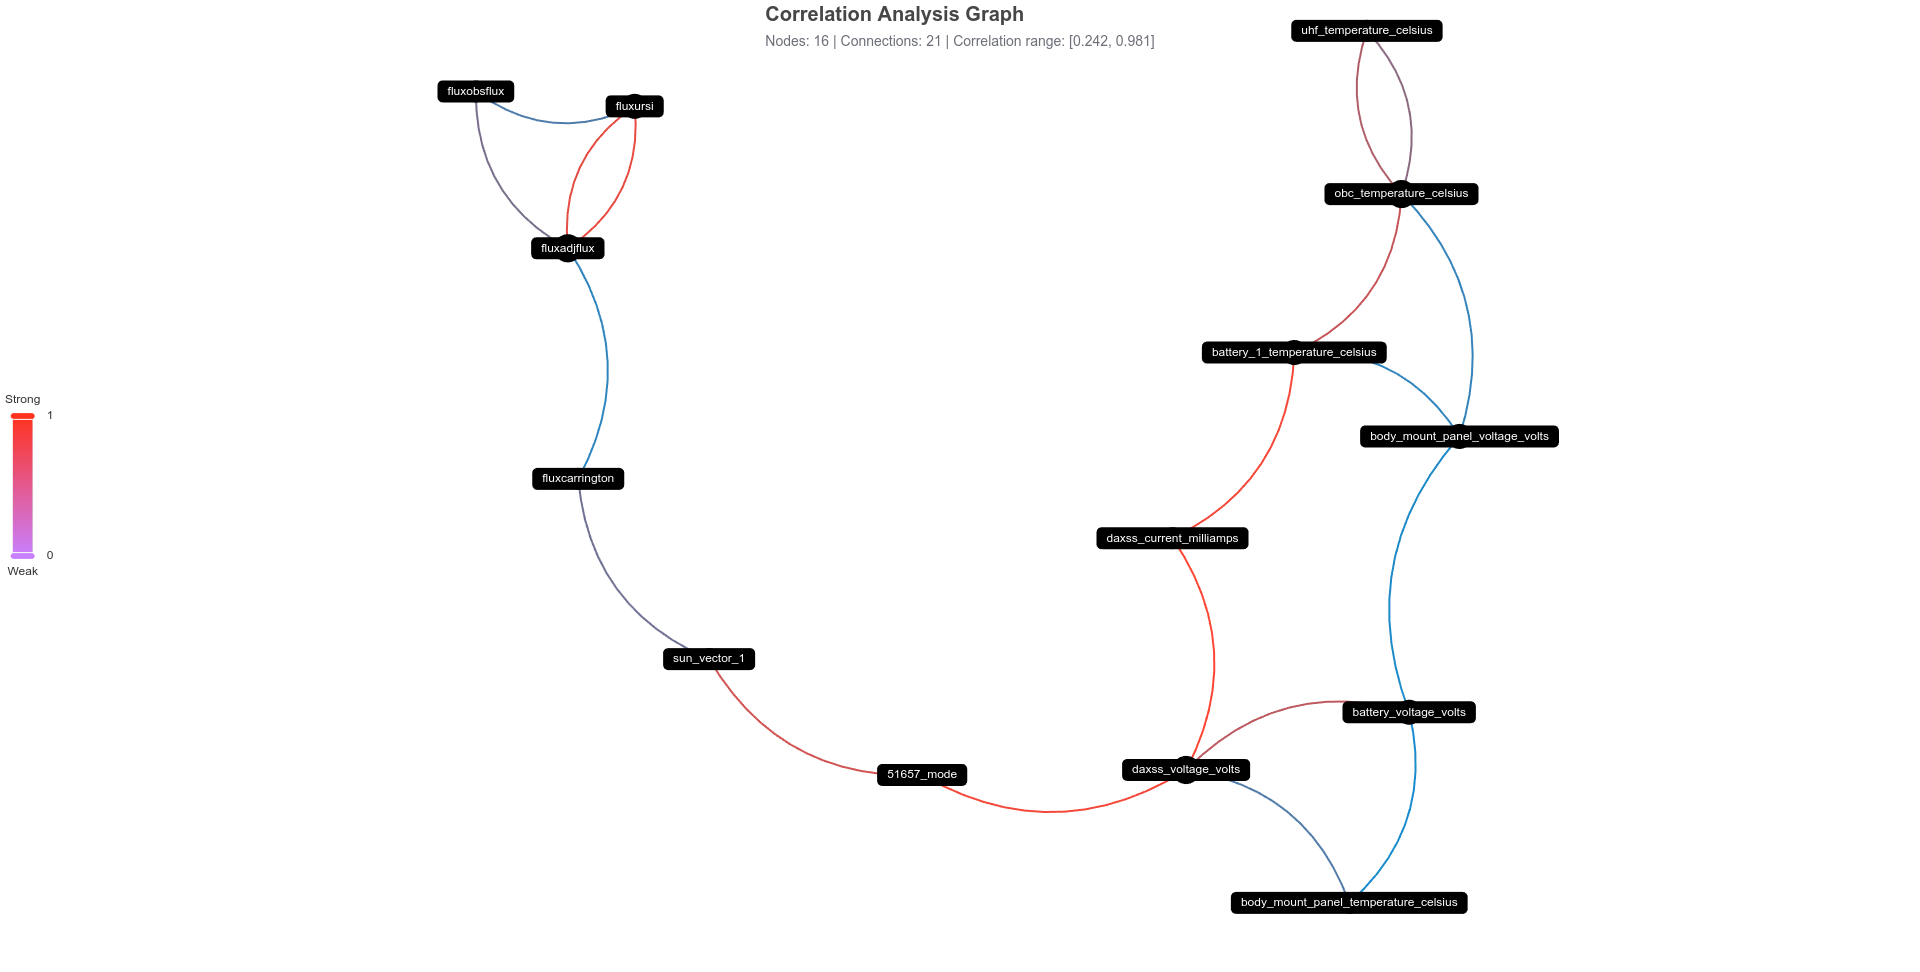 Correlation Analysis Graph
Nodes: 16 | Connections: 21 | Correlation range: [0.242, 0.981]
uhf_temperature_celsius
fluxobsflux
fluxursi
obc_temperature_celsius
fluxadjflux
battery_1_temperature_celsius
Strong
1
0
Weak
body_mount_panel_voltage_volts
fluxcarrington
daxss_current_milliamps
sun_vector_1
battery_voltage_volts
daxss_voltage_volts
51657_mode
body_mount_panel_temperature_celsius